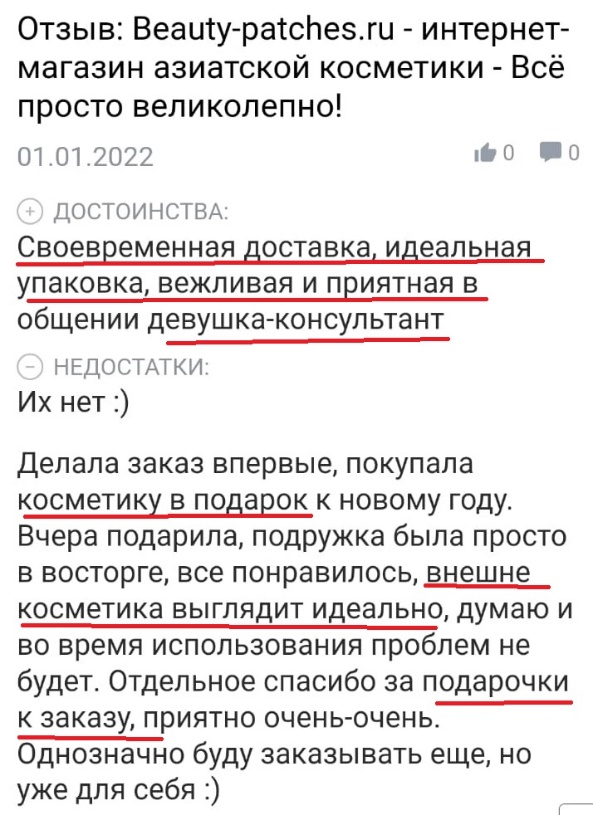 Отзыв: Beauty-patches.ru - интернет-
магазин азиатской косметики - Всё
просто великолепно!
01.01.2022 0 0
ДОСТОИНСТВА:
Своевременная доставка, идеальная
упаковка, вежливая и приятная в
общении девушка-консультант
НЕДОСТАТКИ:
Их нет :)
Делала заказ впервые, покупала
косметику в подарок к новому году.
Вчера подарила, подружка была просто
в восторге, все понравилось, внешне
косметика выглядит идеально, думаю и
во время использования проблем не
будет. Отдельное спасибо за подарочки
к заказу, приятно очень-очень.
Однозначно буду заказывать еще, но
уже для себя :)